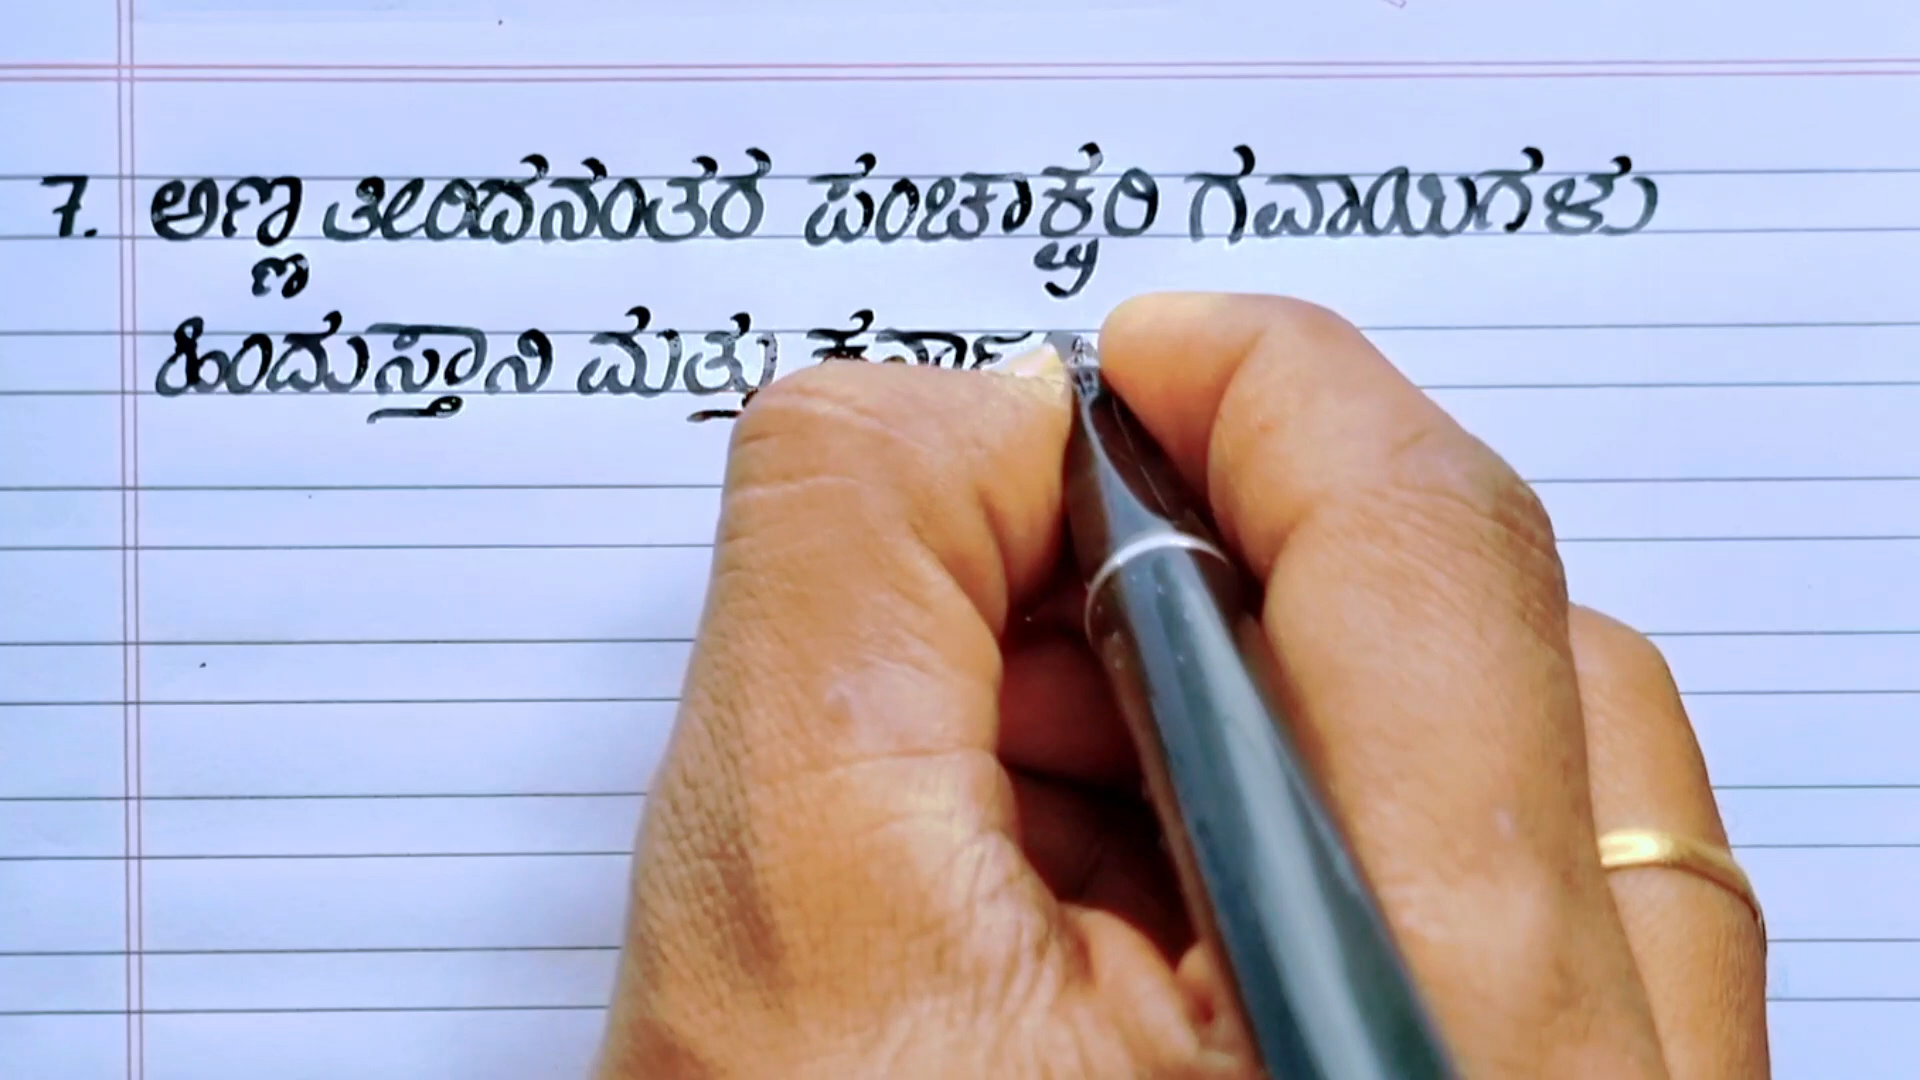 7. ಅಣ್ಣ ತೀರಿದನಂತರ ಪಂಚಾಕ್ಷರಿ ಗವಾಯಿಗಳು
ಹಿಂದುಸ್ತಾನಿ ಮತ್ತು